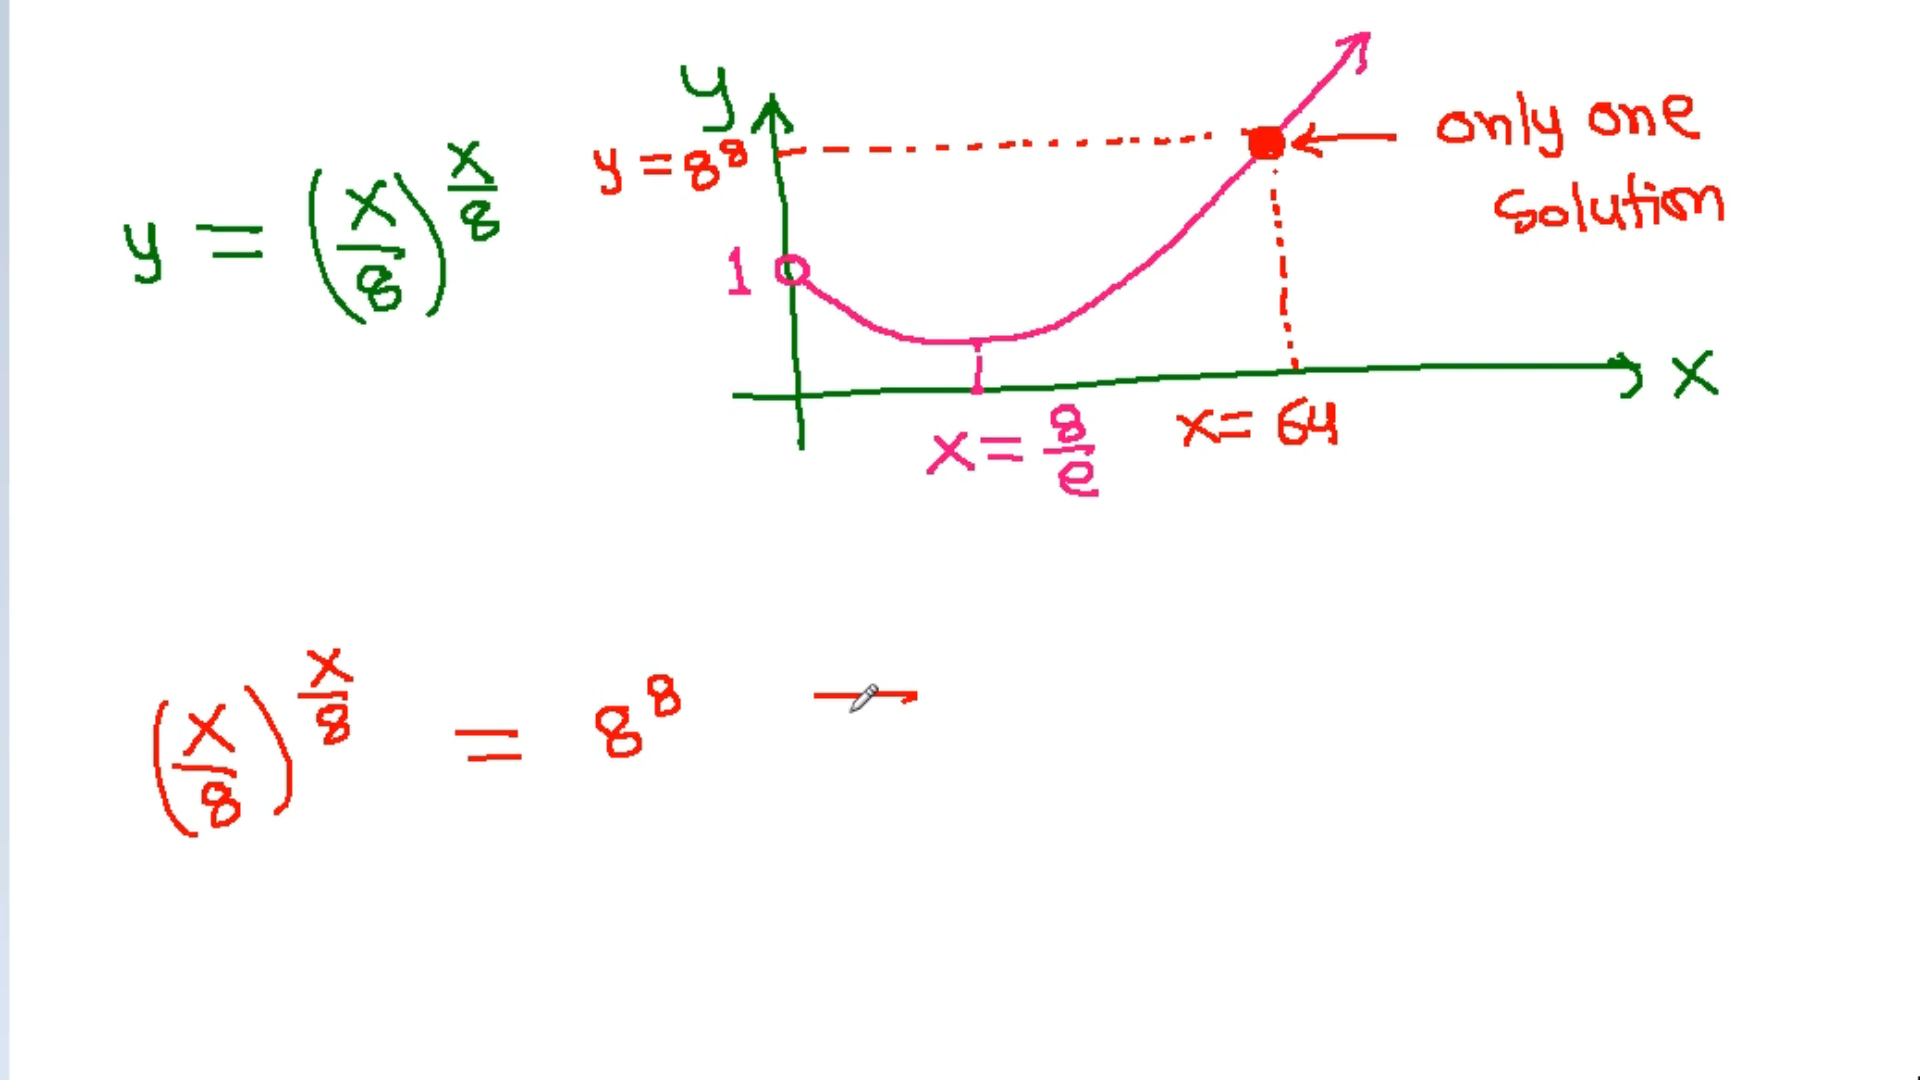 y
y = (x/8)^(x/8)
y = 8^8
only one
solution
1
x
x = 8/e
x = 64
(x/8)^(x/8) = 8^8